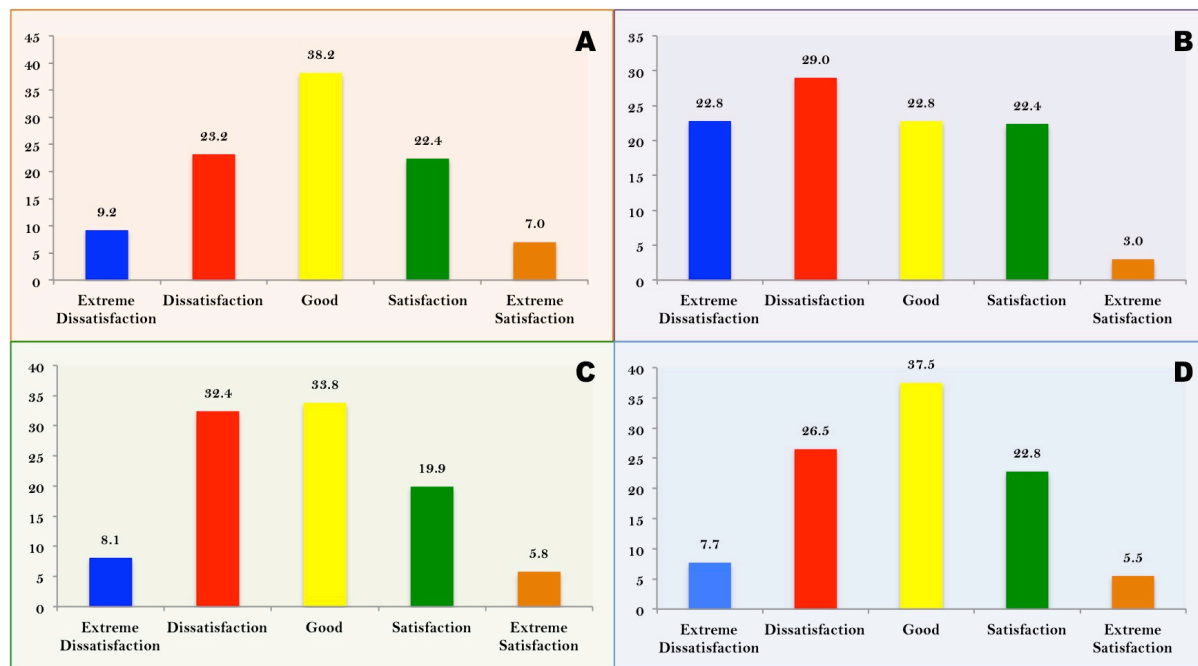 A
45
40
35
30
25
20
15
10
5
0
9.2
23.2
38.2
22.4
7.0
Extreme
Dissatisfaction
Dissatisfaction
Good
Satisfaction
Extreme
Satisfaction
B
35
30
25
20
15
10
5
0
22.8
29.0
22.8
22.4
3.0
Extreme
Dissatisfaction
Dissatisfaction
Good
Satisfaction
Extreme
Satisfaction
C
40
35
30
25
20
15
10
5
0
8.1
32.4
33.8
19.9
5.8
Extreme
Dissatisfaction
Dissatisfaction
Good
Satisfaction
Extreme
Satisfaction
D
40
35
30
25
20
15
10
5
0
7.7
26.5
37.5
22.8
5.5
Extreme
Dissatisfaction
Dissatisfaction
Good
Satisfaction
Extreme
Satisfaction